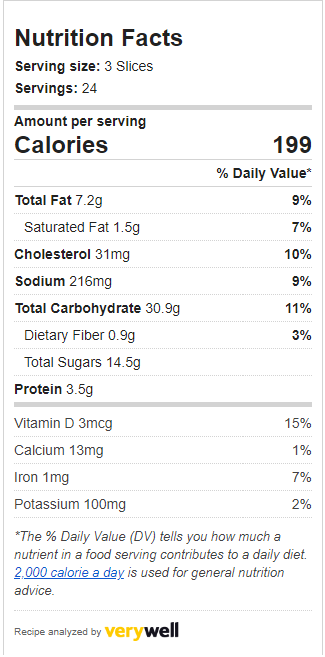 Nutrition Facts
Serving size: 3 Slices
Servings: 24
Amount per serving
Calories 199
% Daily Value*
Total Fat 7.2g 9%
Saturated Fat 1.5g 7%
Cholesterol 31mg 10%
Sodium 216mg 9%
Total Carbohydrate 30.9g 11%
Dietary Fiber 0.9g 3%
Total Sugars 14.5g
Protein 3.5g
Vitamin D 3mcg 15%
Calcium 13mg 1%
Iron 1mg 7%
Potassium 100mg 2%
*The % Daily Value (DV) tells you how much a
nutrient in a food serving contributes to a daily diet.
2,000 calorie a day is used for general nutrition
advice.
Recipe analyzed by verywell